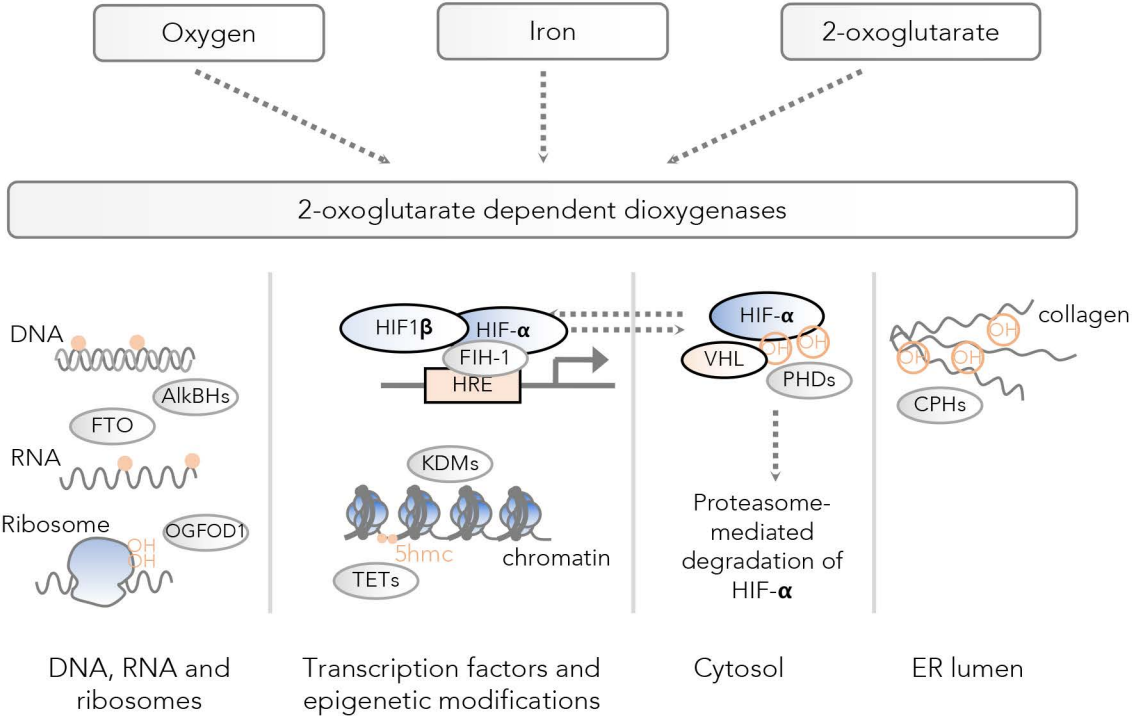 Oxygen
Iron
2-oxoglutarate
2-oxoglutarate dependent dioxygenases
DNA
AlkBHs
FTO
RNA
Ribosome
OH
OH
OGFOD1
HIF1β
HIF-α
FIH-1
HRE
KDMs
5hmc
chromatin
TETs
HIF-α
OH
OH
VHL
PHDs
Proteasome-
mediated
degradation of
HIF-α
collagen
OH
OH
OH
CPHs
DNA, RNA and
ribosomes
Transcription factors and
epigenetic modifications
Cytosol
ER lumen